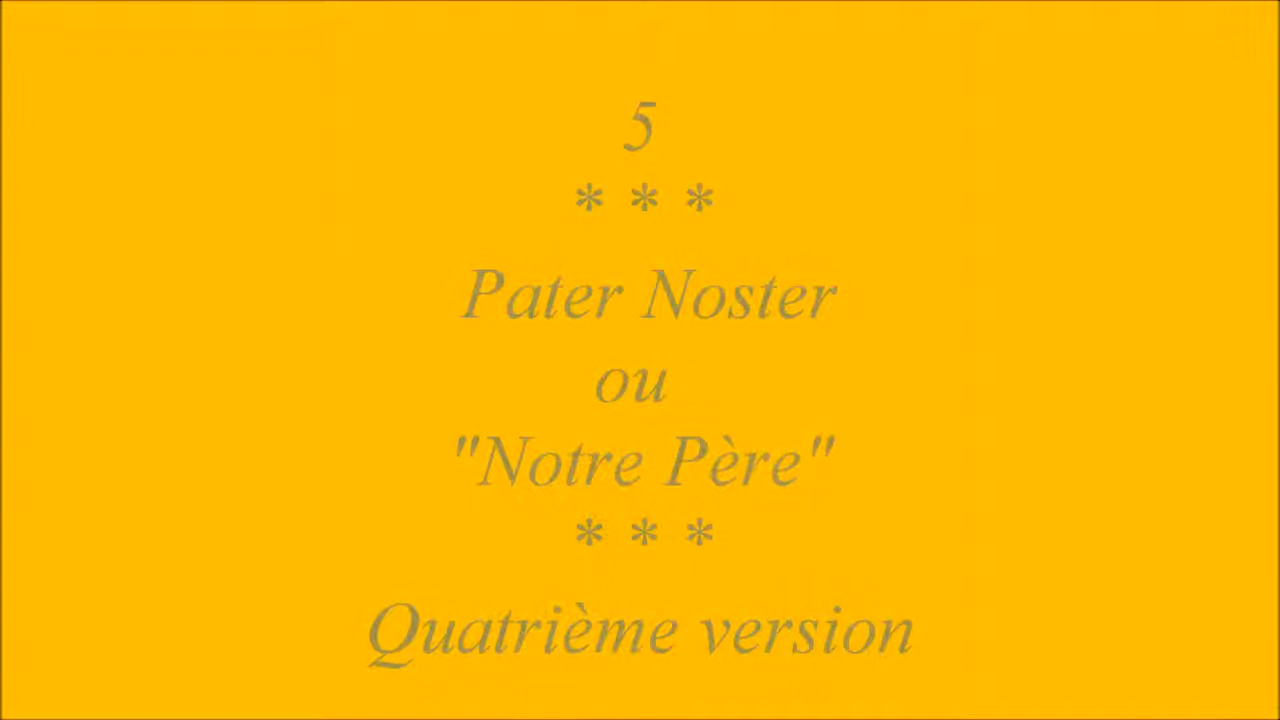 5
* * *
Pater Noster
ou
"Notre Père"
* * *
Quatrième version